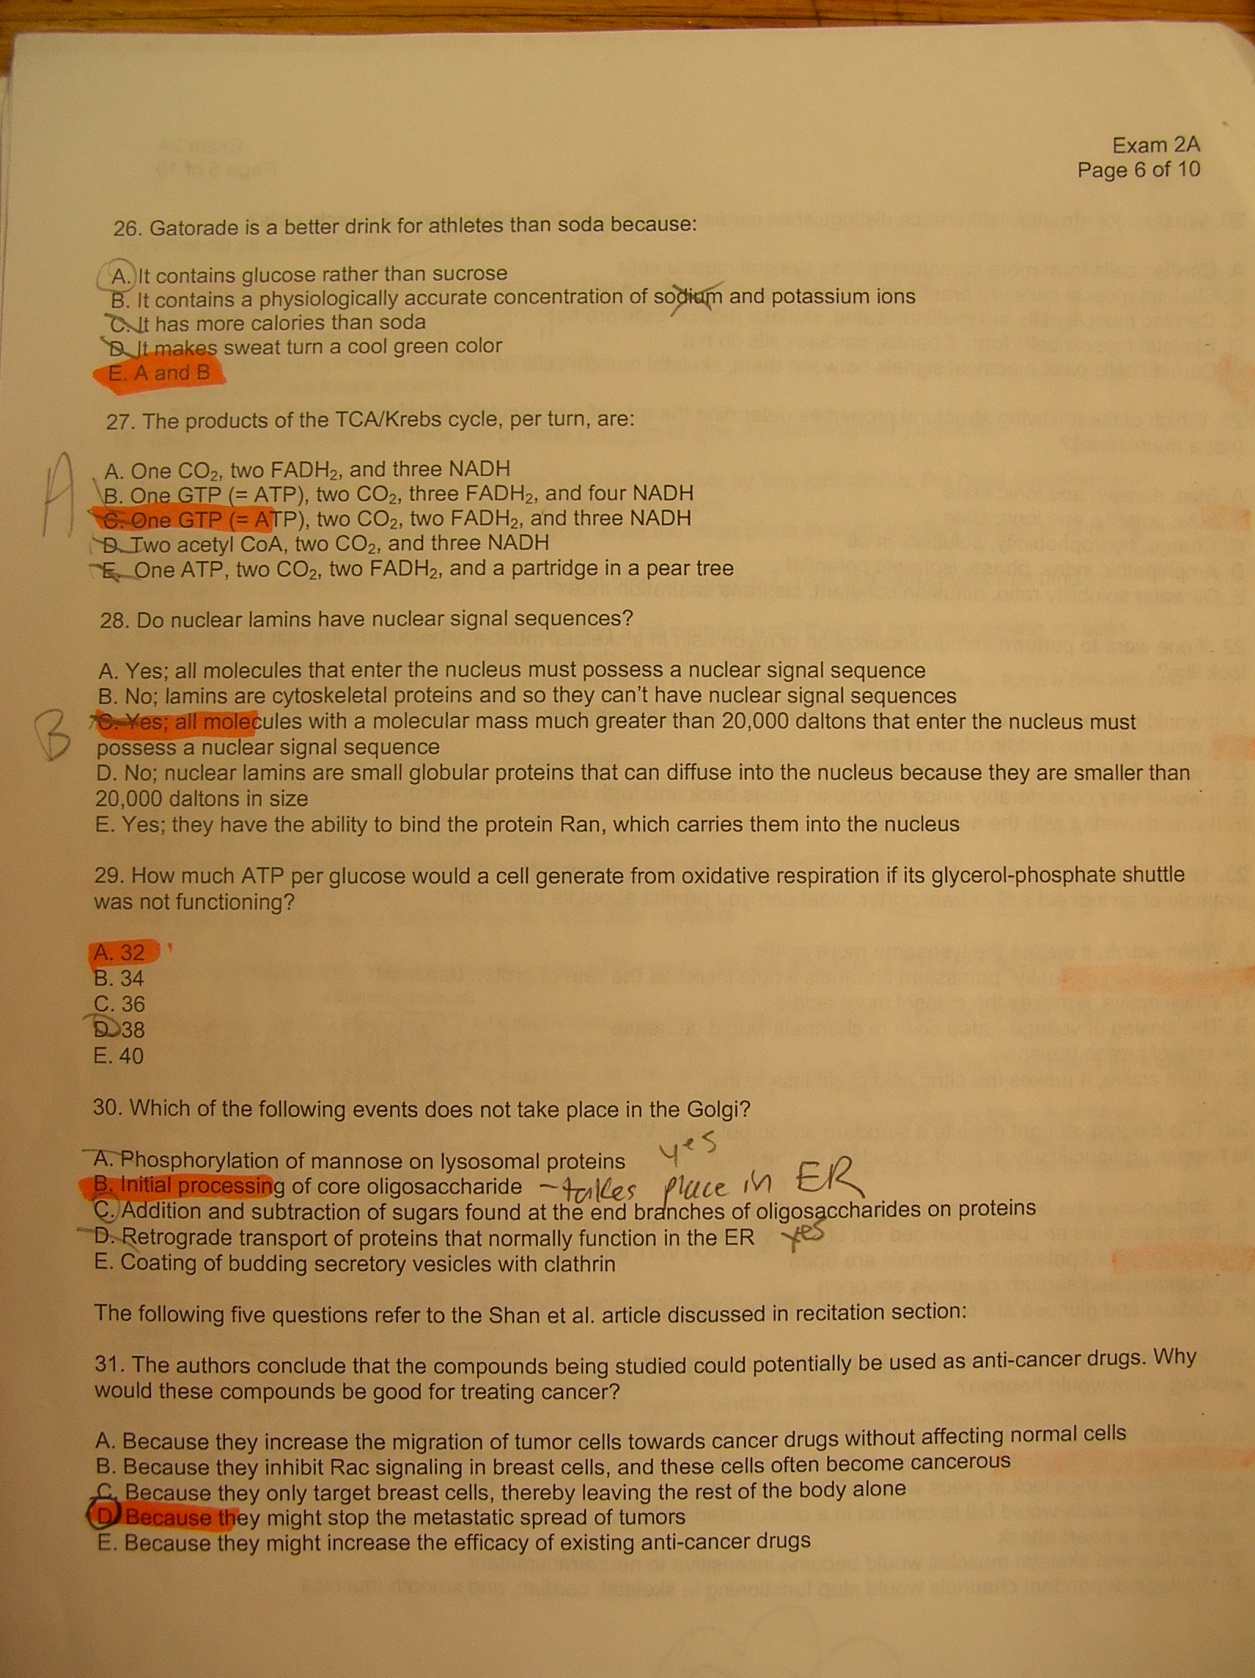 Exam 2A
Page 6 of 10
26. Gatorade is a better drink for athletes than soda because:
A. It contains glucose rather than sucrose
B. It contains a physiologically accurate concentration of sodium and potassium ions
C. It has more calories than soda
D. It makes sweat turn a cool green color
E. A and B
27. The products of the TCA/Krebs cycle, per turn, are:
A
A. One CO₂, two FADH₂, and three NADH
B. One GTP (= ATP), two CO₂, three FADH₂, and four NADH
C. One GTP (= ATP), two CO₂, two FADH₂, and three NADH
D. Two acetyl CoA, two CO₂, and three NADH
E. One ATP, two CO₂, two FADH₂, and a partridge in a pear tree
28. Do nuclear lamins have nuclear signal sequences?
A. Yes; all molecules that enter the nucleus must possess a nuclear signal sequence
B. No; lamins are cytoskeletal proteins and so they can't have nuclear signal sequences
B
C. Yes; all molecules with a molecular mass much greater than 20,000 daltons that enter the nucleus must
possess a nuclear signal sequence
D. No; nuclear lamins are small globular proteins that can diffuse into the nucleus because they are smaller than
20,000 daltons in size
E. Yes; they have the ability to bind the protein Ran, which carries them into the nucleus
29. How much ATP per glucose would a cell generate from oxidative respiration if its glycerol-phosphate shuttle
was not functioning?
A. 32
B. 34
C. 36
D. 38
E. 40
30. Which of the following events does not take place in the Golgi?
A. Phosphorylation of mannose on lysosomal proteins yes
B. Initial processing of core oligosaccharide - takes place in ER
C. Addition and subtraction of sugars found at the end branches of oligosaccharides on proteins
D. Retrograde transport of proteins that normally function in the ER yes
E. Coating of budding secretory vesicles with clathrin
The following five questions refer to the Shan et al. article discussed in recitation section:
31. The authors conclude that the compounds being studied could potentially be used as anti-cancer drugs. Why
would these compounds be good for treating cancer?
A. Because they increase the migration of tumor cells towards cancer drugs without affecting normal cells
B. Because they inhibit Rac signaling in breast cells, and these cells often become cancerous
C. Because they only target breast cells, thereby leaving the rest of the body alone
D. Because they might stop the metastatic spread of tumors
E. Because they might increase the efficacy of existing anti-cancer drugs